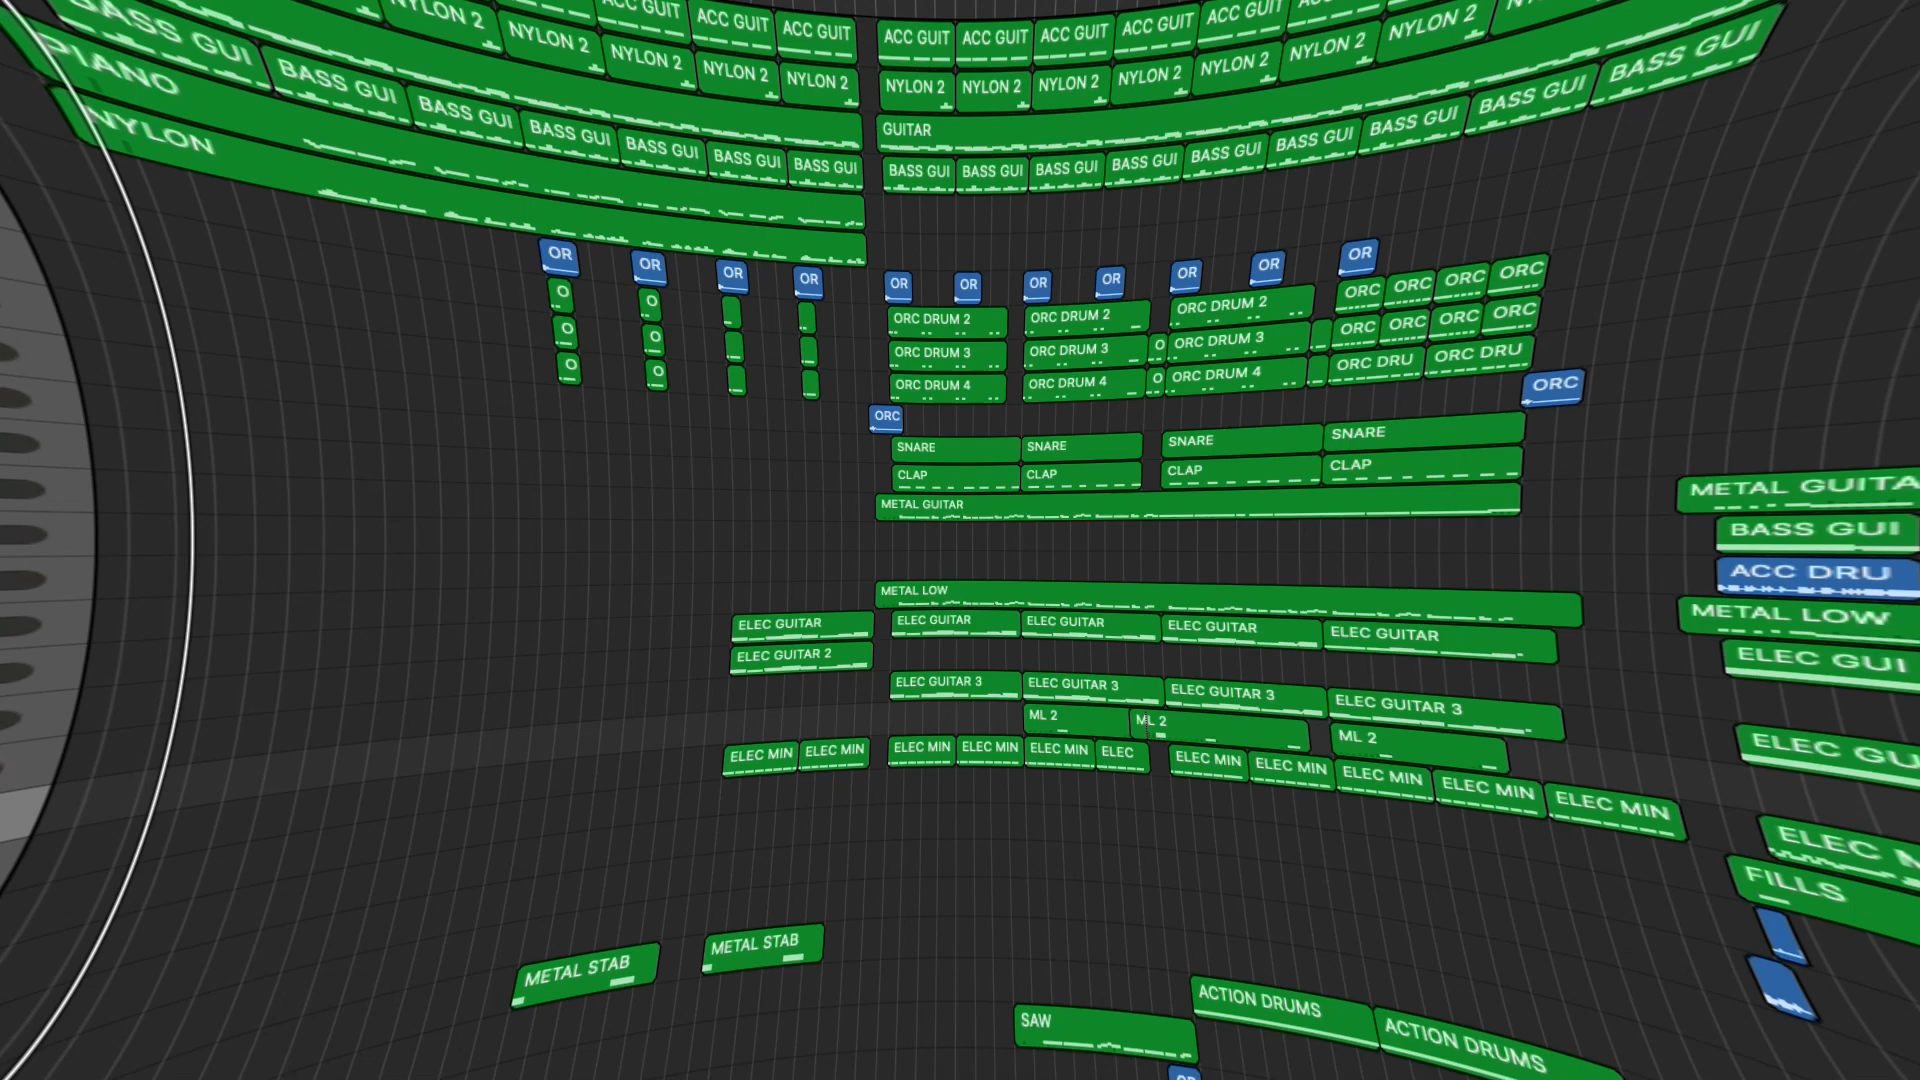 ACC GUIT ACC GUIT ACC GUIT ACC GUIT ACC GUIT ACC GUIT ACC GUIT ACC GUIT
NYLON 2 NYLON 2 NYLON 2 NYLON 2 NYLON 2 NYLON 2 NYLON 2 NYLON 2 NYLON 2 NYLON 2 NYLON 2 NYLON 2
GUITAR
BASS GUI BASS GUI BASS GUI BASS GUI BASS GUI BASS GUI BASS GUI BASS GUI BASS GUI BASS GUI BASS GUI BASS GUI BASS GUI BASS GUI BASS GUI BASS GUI
PIANO
NYLON
OR OR OR OR OR OR OR OR OR OR OR
O O ORC DRUM 2 ORC DRUM 2 ORC DRUM 2 ORC ORC ORC ORC
O O ORC DRUM 3 ORC DRUM 3 O ORC DRUM 3 ORC ORC ORC ORC
O O ORC DRUM 4 ORC DRUM 4 O ORC DRUM 4 ORC DRU ORC DRU
ORC ORC
SNARE SNARE SNARE SNARE
CLAP CLAP CLAP CLAP
METAL GUITAR METAL GUITA
BASS GUI
ACC DRU
METAL LOW METAL LOW
ELEC GUITAR ELEC GUITAR ELEC GUITAR ELEC GUITAR ELEC GUITAR ELEC GUI
ELEC GUITAR 2
ELEC GUITAR 3 ELEC GUITAR 3 ELEC GUITAR 3 ELEC GUITAR 3 ELEC GU
ML 2 ML 2 ML 2
ELEC MIN ELEC MIN ELEC MIN ELEC MIN ELEC MIN ELEC ELEC MIN ELEC MIN ELEC MIN ELEC MIN ELEC MIN ELEC M
FILLS
METAL STAB METAL STAB
SAW ACTION DRUMS ACTION DRUMS